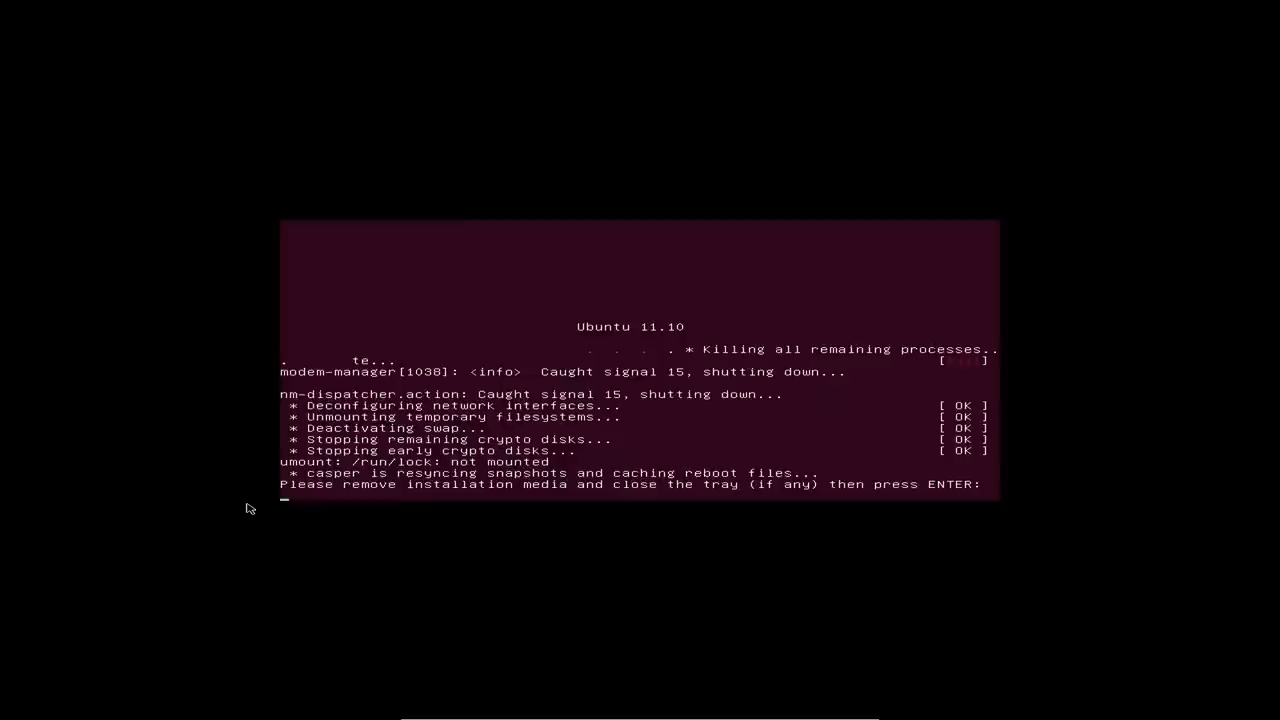 Ubuntu 11.10
. . . * Killing all remaining processes..
. te... [ ]
modem-manager[1038]: <info>  Caught signal 15, shutting down...
nm-dispatcher.action: Caught signal 15, shutting down...
* Deconfiguring network interfaces... [ OK ]
* Unmounting temporary filesystems... [ OK ]
* Deactivating swap... [ OK ]
* Stopping remaining crypto disks... [ OK ]
* Stopping early crypto disks... [ OK ]
umount: /run/lock: not mounted
* casper is resyncing snapshots and caching reboot files...
Please remove installation media and close the tray (if any) then press ENTER: